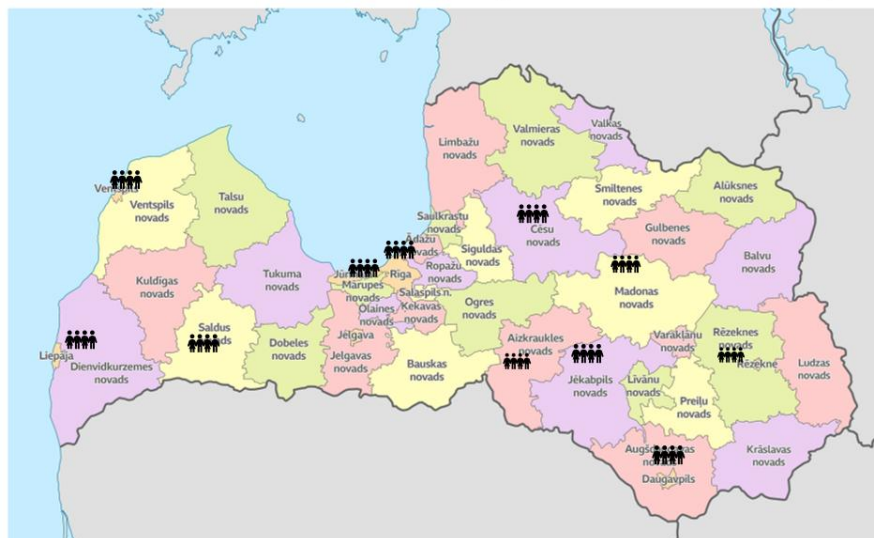 Limbažu
novads
Valmieras
novads
Valkas
novads
Ventspils
novads
Talsu
novads
Smiltenes
novads
Alūksnes
novads
Saulkrastu
novads
Cēsu
novads
Gulbenes
novads
Siguldas
novads
Balvu
novads
Kuldīgas
novads
Tukuma
novads
Rīga
Ropažu
novads
Mārupes
novads
Salaspils n.
Madonas
novads
Olaines
novads
Ķekavas
novads
Ogres
novads
Liepāja
Dienvidkurzemes
novads
Saldus
Dobeles
novads
Jelgava
Jelgavas
novads
Bauskas
novads
Aizkraukles
novads
Varakļānu
novads
Rēzeknes
novads
Rēzekne
Ludzas
novads
Jēkabpils
novads
Līvānu
novads
Preiļu
novads
Daugavpils
Krāslavas
novads